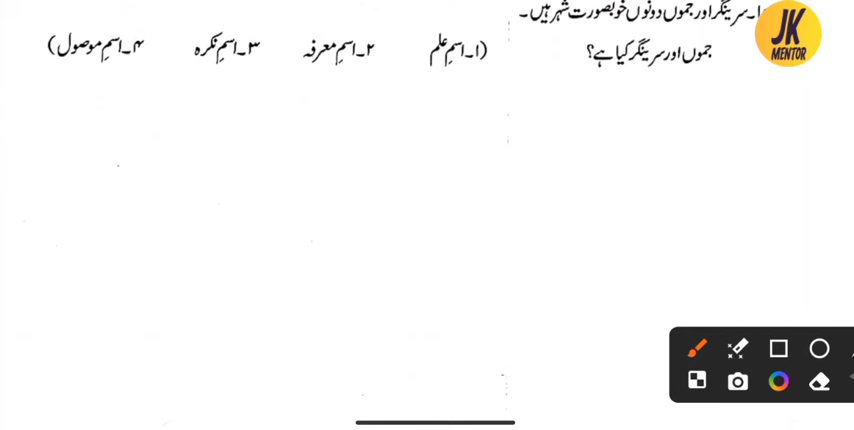 ۱۔ سرینگر اور جموں دونوں خوبصورت شہر ہیں ۔
جموں اور سرینگر کیا ہے؟ (۱۔ اسمِ علم ۲۔ اسمِ معرفہ ۳۔ اسمِ نکرہ ۴۔ اسمِ موصول)
JK
MENTOR